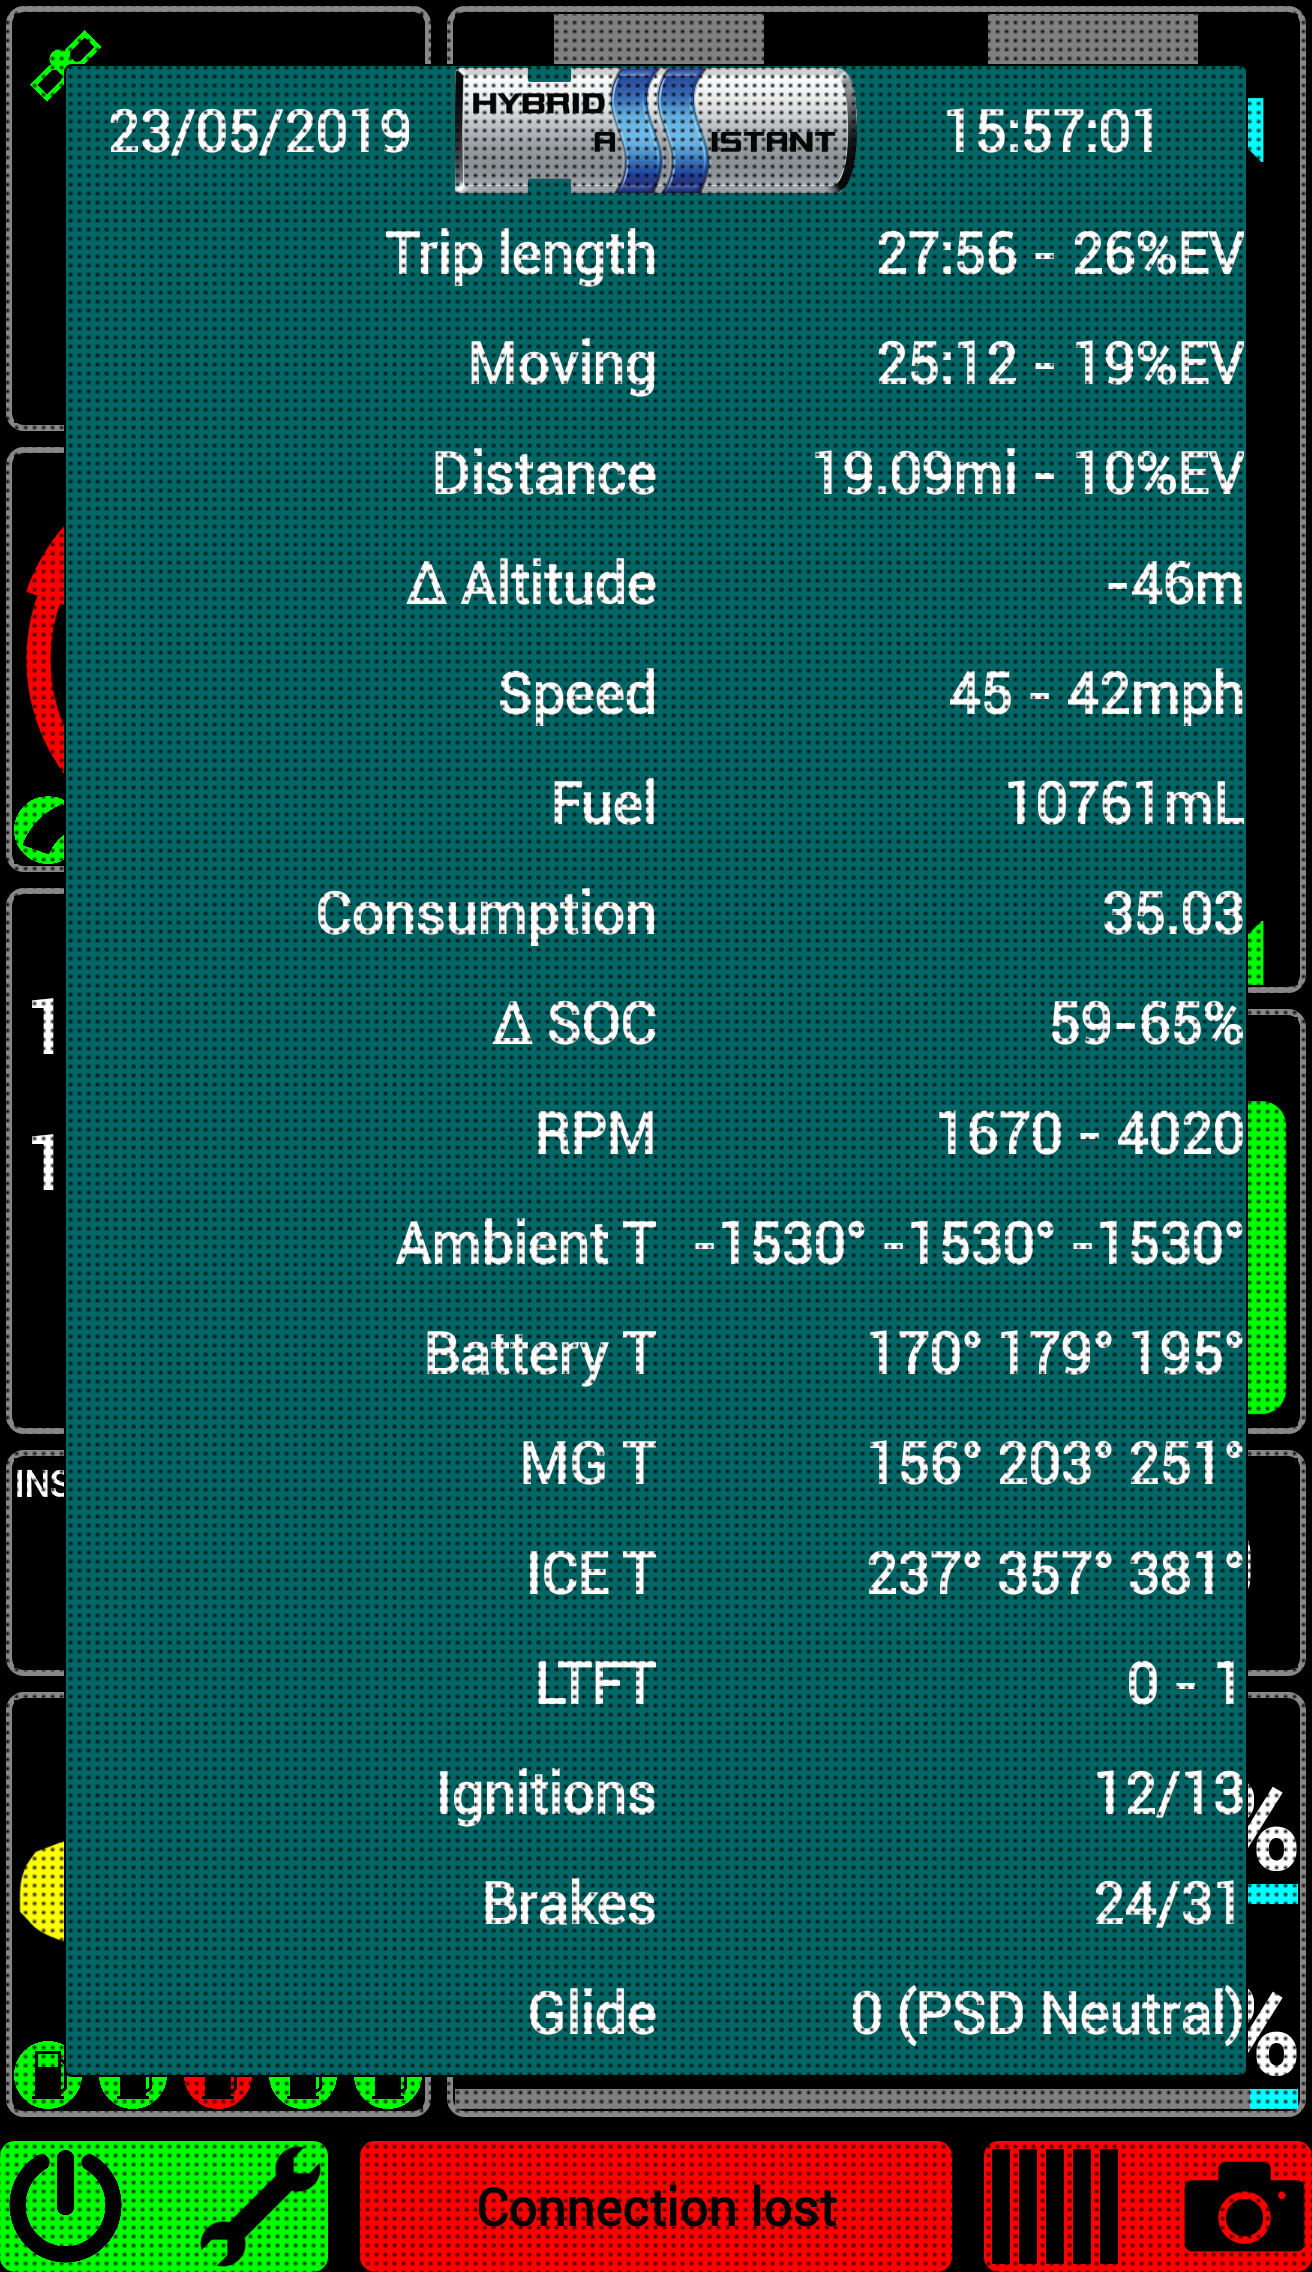 23/05/2019
HYBRID
A ISTANT
15:57:01
Trip length 27:56 - 26%EV
Moving 25:12 - 19%EV
Distance 19.09mi - 10%EV
Δ Altitude -46m
Speed 45 - 42mph
Fuel 10761mL
Consumption 35.03
Δ SOC 59-65%
1
RPM 1670 - 4020
1
Ambient T -1530° -1530° -1530°
Battery T 170° 179° 195°
MG T 156° 203° 251°
INS
ICE T 237° 357° 381°
LTFT 0 - 1
Ignitions 12/13
%
Brakes 24/31
Glide 0 (PSD Neutral)
%
Connection lost